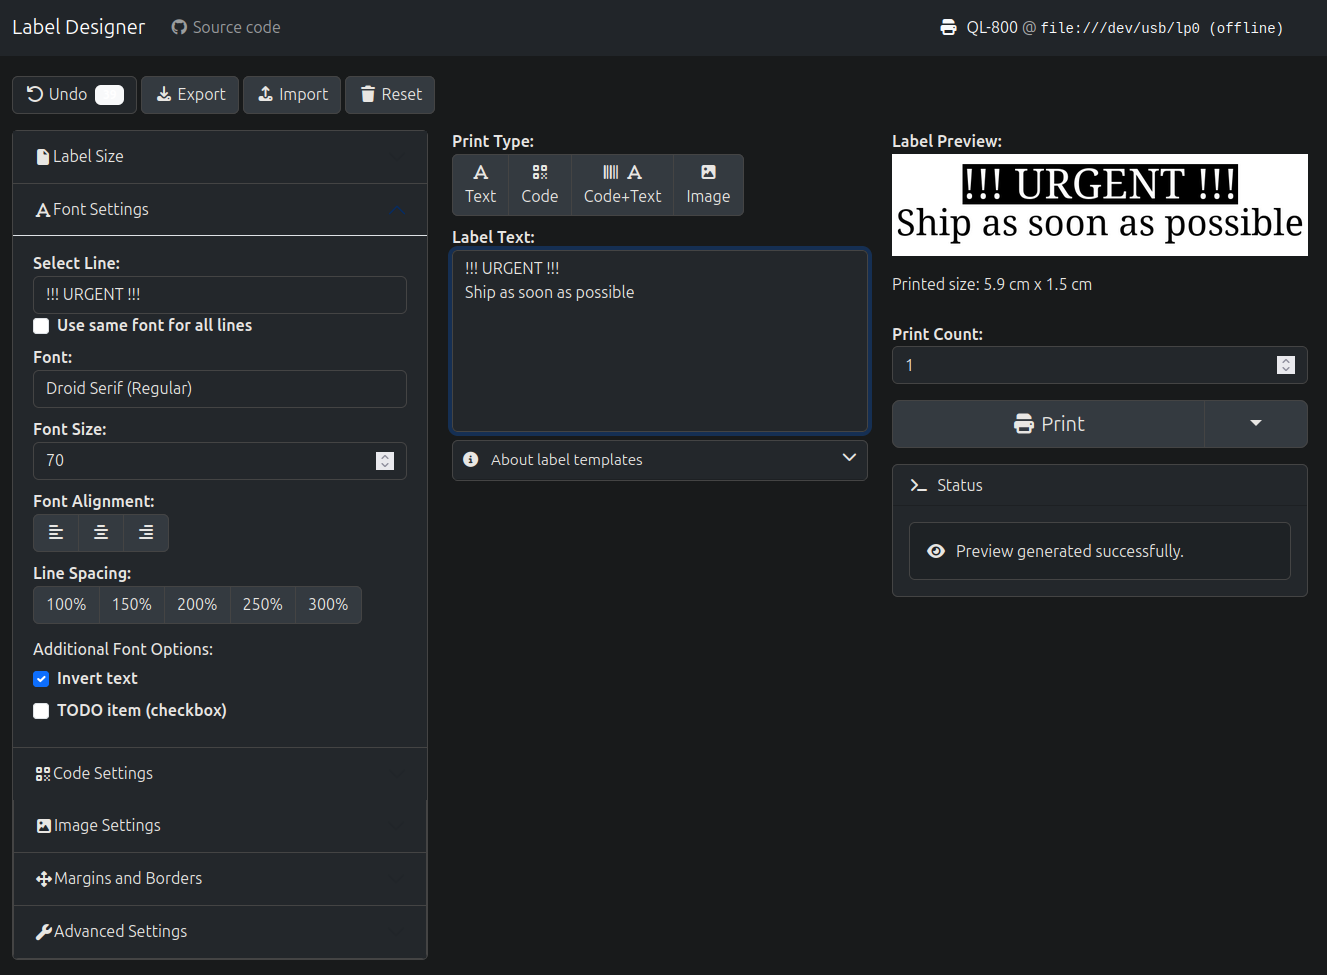 Label Designer
Source code
QL-800 @ file:///dev/usb/lp0 (offline)
Undo
Export
Import
Reset
Label Size
Font Settings
Select Line:
!!! URGENT !!!
Use same font for all lines
Font:
Droid Serif (Regular)
Font Size:
70
Font Alignment:
Line Spacing:
100% 150% 200% 250% 300%
Additional Font Options:
Invert text
TODO item (checkbox)
Code Settings
Image Settings
Margins and Borders
Advanced Settings
Print Type:
Text
Code
Code+Text
Image
Label Text:
!!! URGENT !!!
Ship as soon as possible
About label templates
Label Preview:
!!! URGENT !!!
Ship as soon as possible
Printed size: 5.9 cm x 1.5 cm
Print Count:
1
Print
Status
Preview generated successfully.